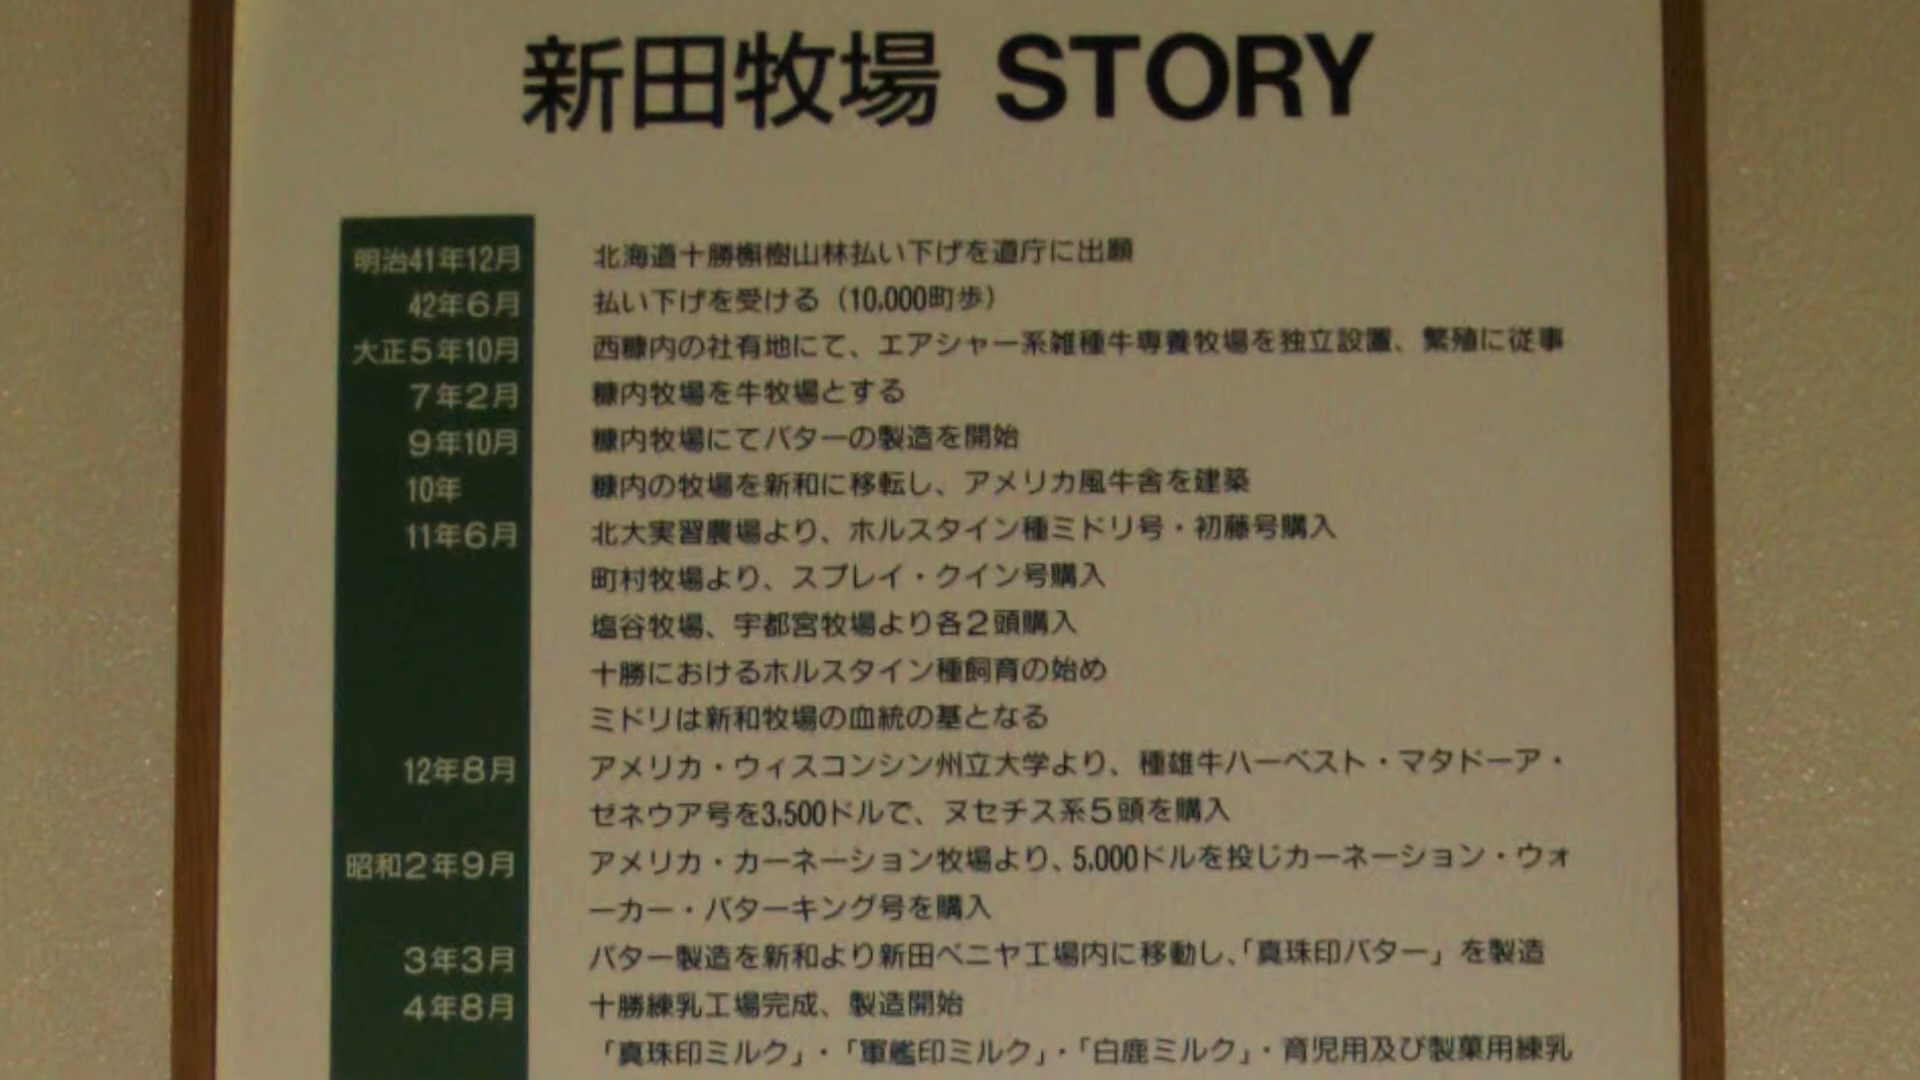 新田牧場 STORY
明治41年12月 北海道十勝槲樹山林払い下げを道庁に出願
42年6月 払い下げを受ける（10,000町歩）
大正5年10月 西糠内の社有地にて、エアシャー系雑種牛専養牧場を独立設置、繁殖に従事
7年2月 糠内牧場を牛牧場とする
9年10月 糠内牧場にてバターの製造を開始
10年 糠内の牧場を新和に移転し、アメリカ風牛舎を建築
11年6月 北大実習農場より、ホルスタイン種ミドリ号・初藤号購入
町村牧場より、スプレイ・クイン号購入
塩谷牧場、宇都宮牧場より各2頭購入
十勝におけるホルスタイン種飼育の始め
ミドリは新和牧場の血統の基となる
12年8月 アメリカ・ウィスコンシン州立大学より、種雄牛ハーベスト・マタドーア・
ゼネウア号を3,500ドルで、ヌセチス系5頭を購入
昭和2年9月 アメリカ・カーネーション牧場より、5,000ドルを投じカーネーション・ウォ
ーカー・バターキング号を購入
3年3月 バター製造を新和より新田ベニヤ工場内に移動し、「真珠印バター」を製造
4年8月 十勝練乳工場完成、製造開始
「真珠印ミルク」・「軍艦印ミルク」・「白鹿ミルク」・育児用及び製菓用練乳